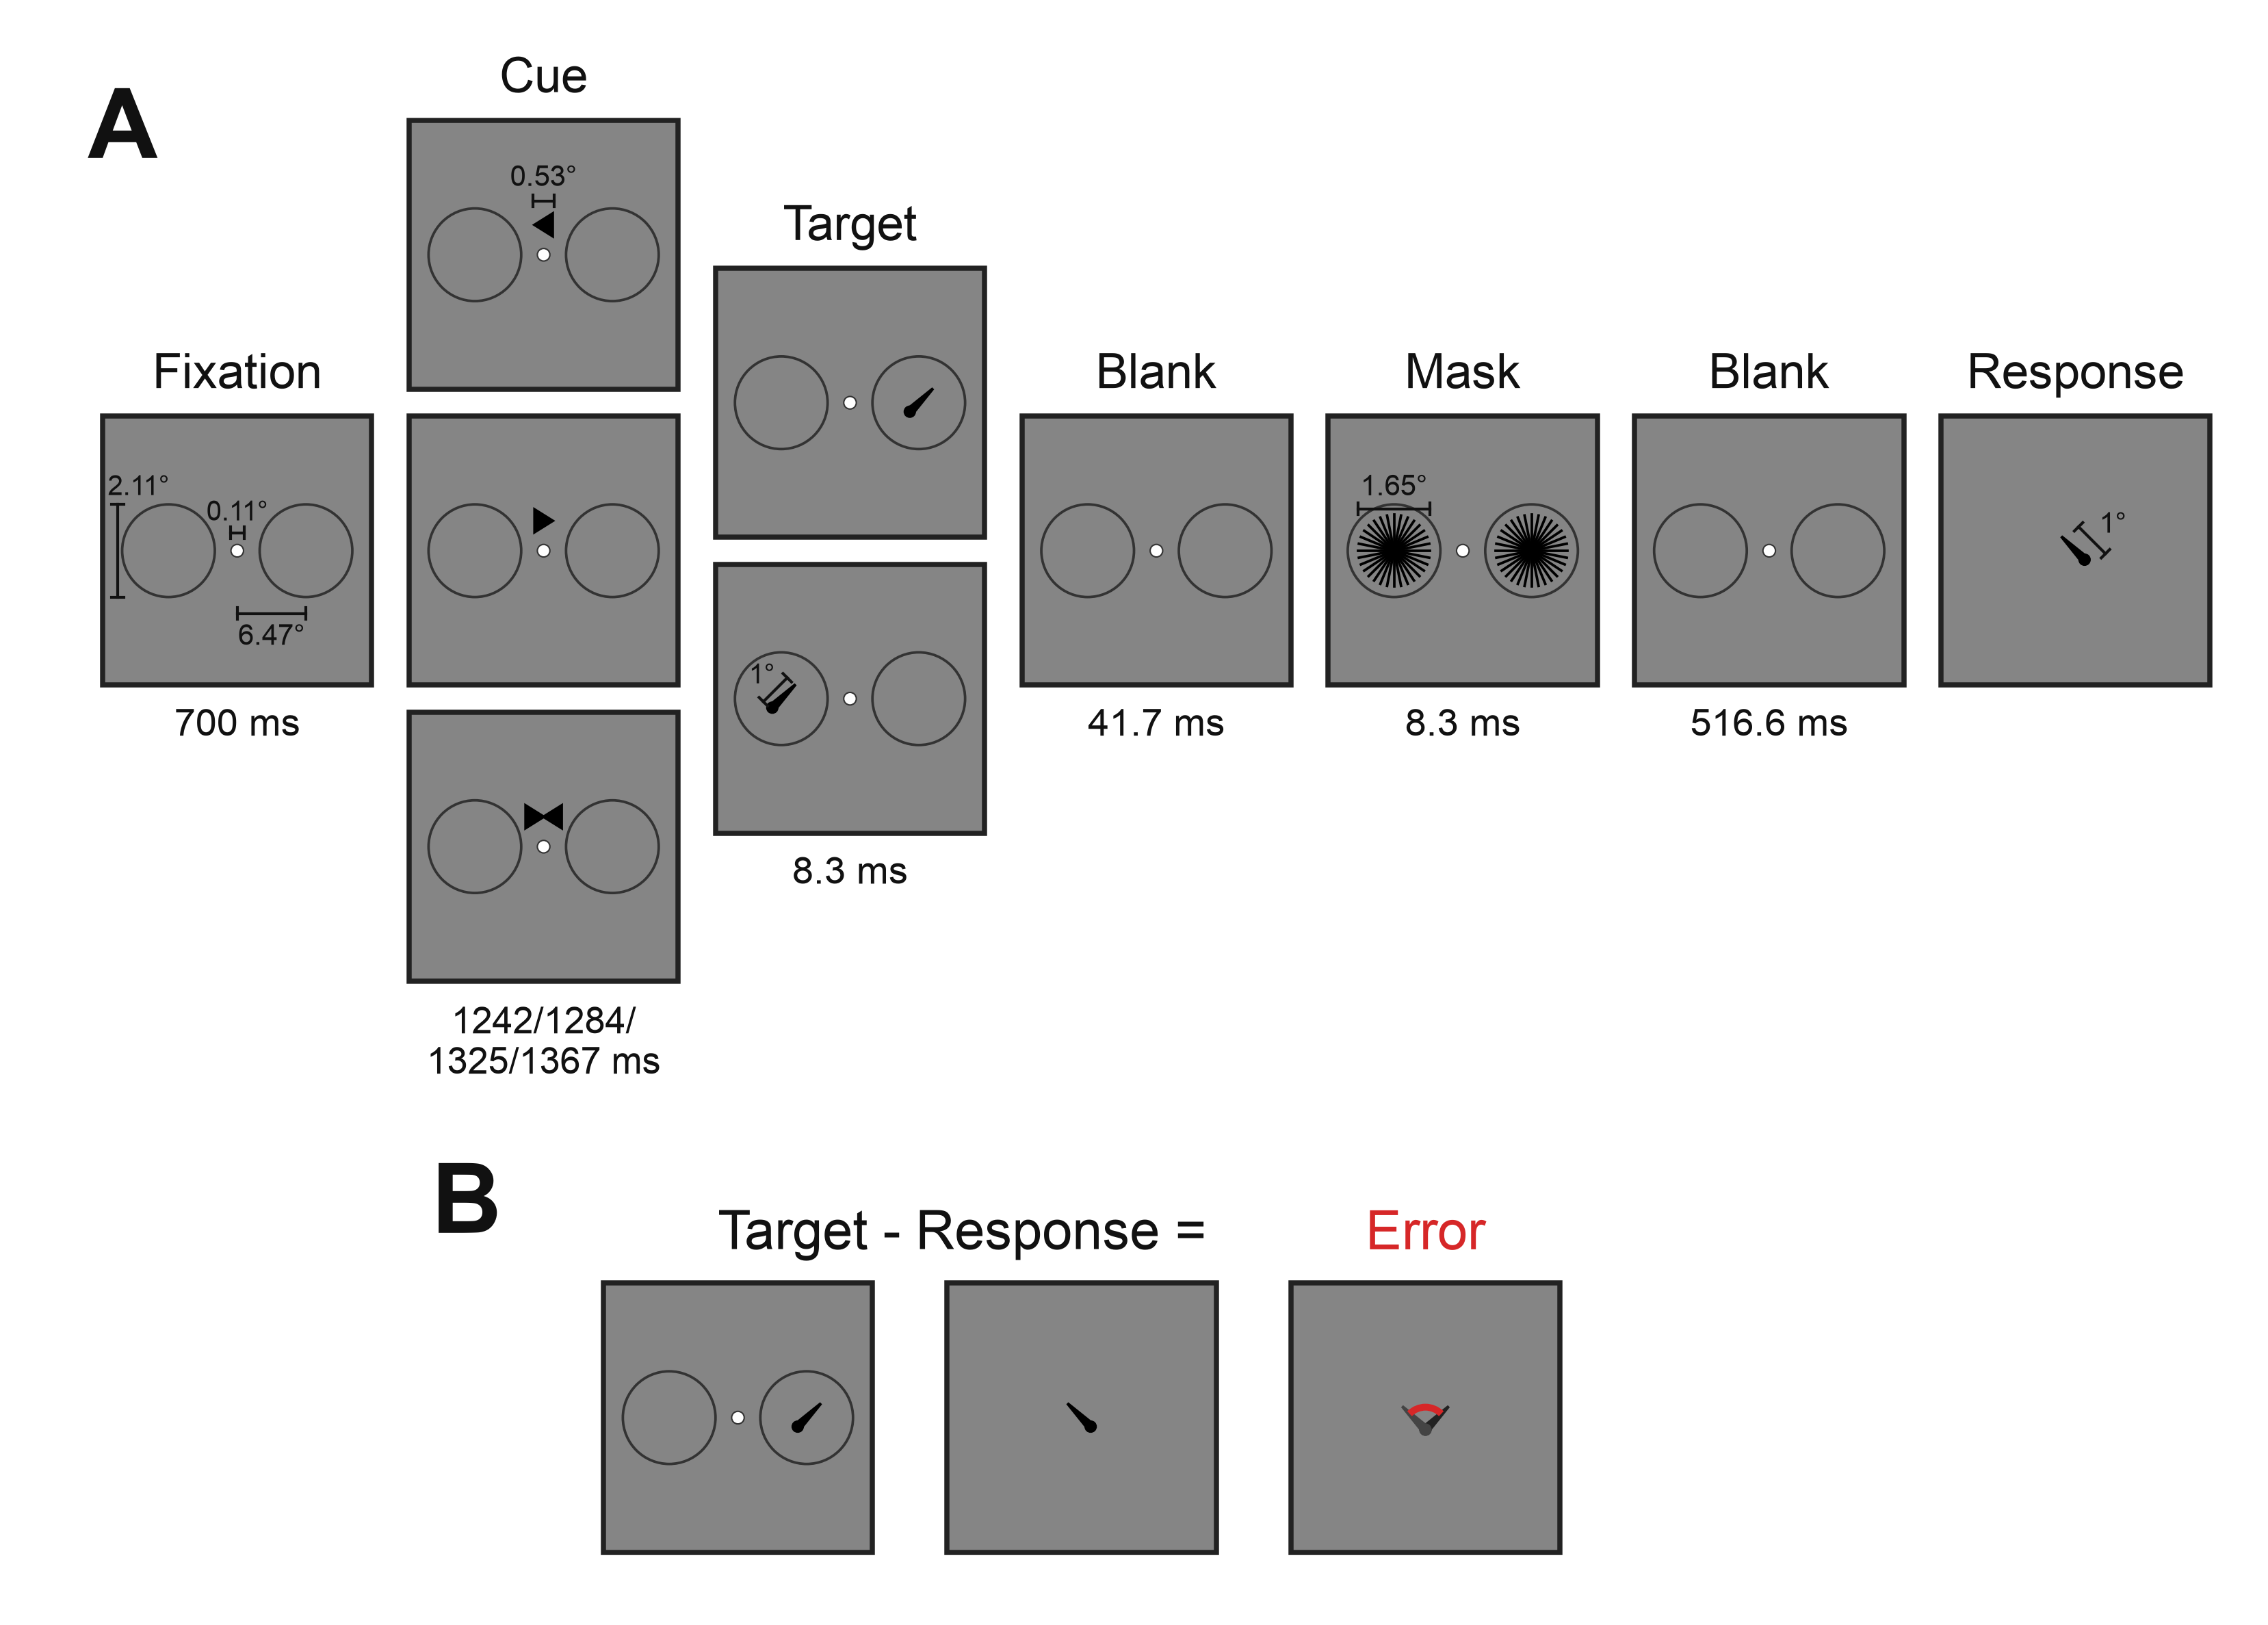 A
Fixation
2.11°
0.11°
6.47°
700 ms
Cue
0.53°
1242/1284/
1325/1367 ms
Target
1°
8.3 ms
Blank
41.7 ms
Mask
1.65°
8.3 ms
Blank
516.6 ms
Response
1°
B
Target - Response = Error